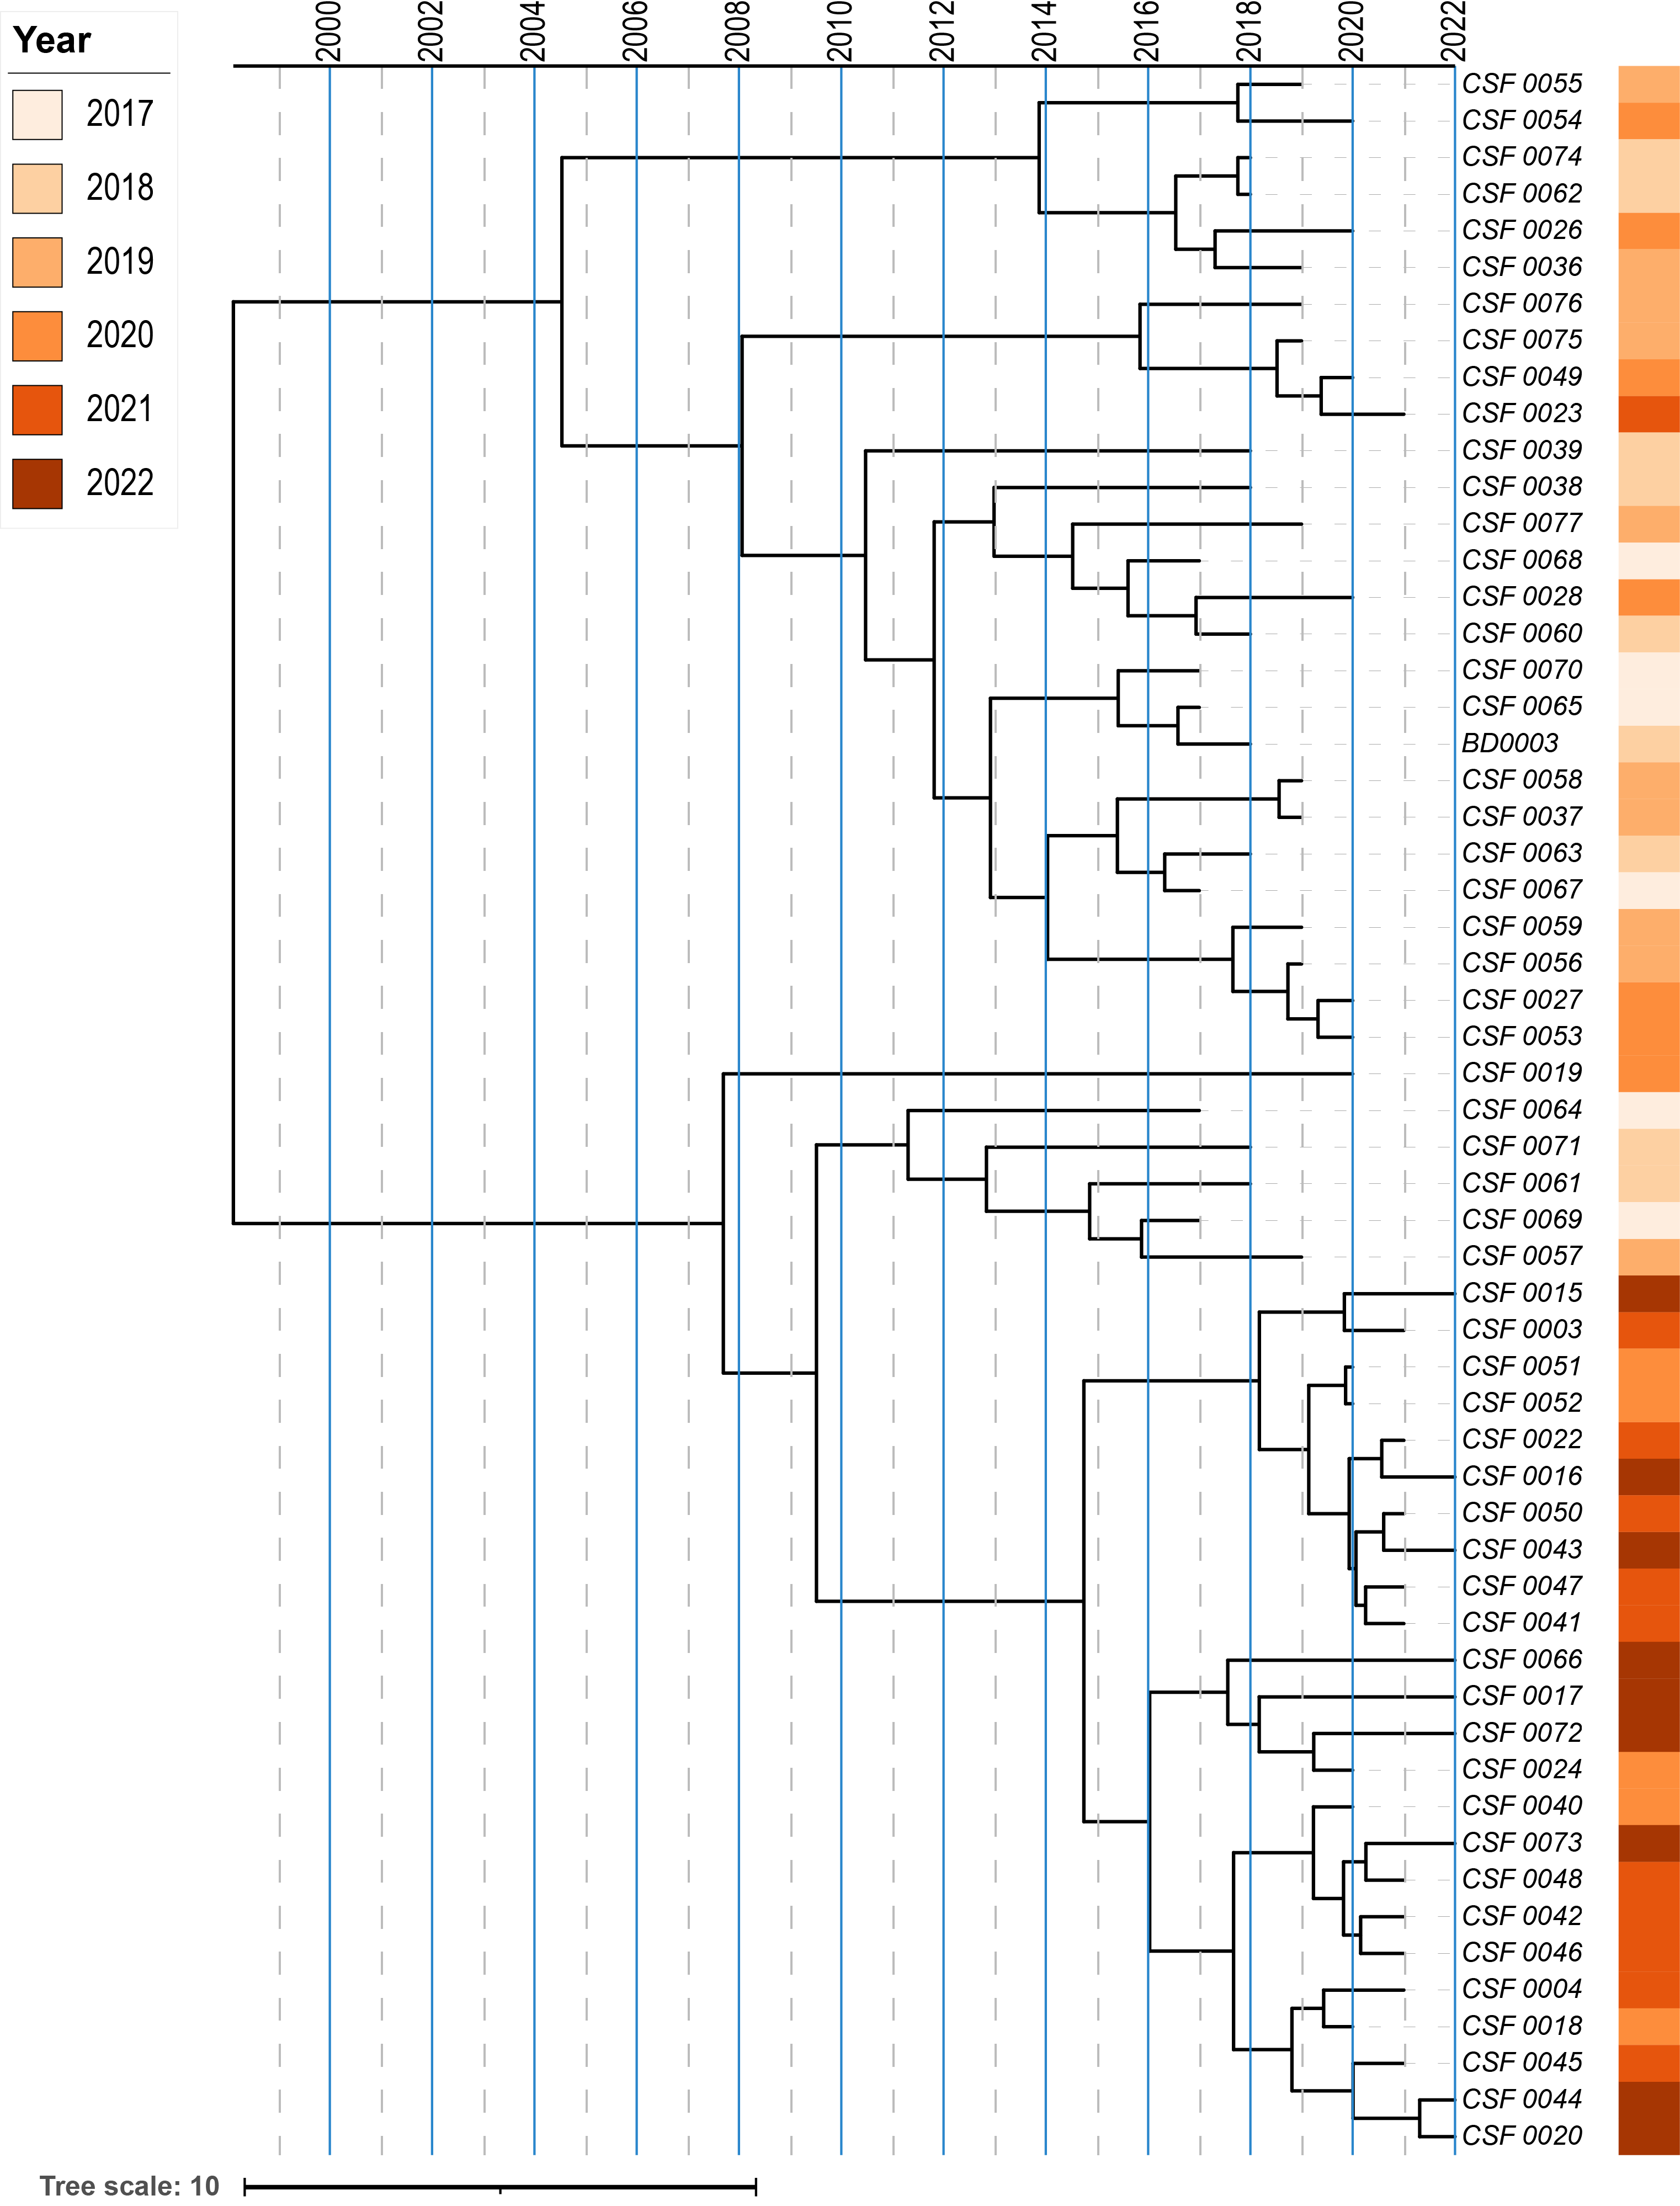 Year
2017
2018
2019
2020
2021
2022
2000
2002
2004
2006
2008
2010
2012
2014
2016
2018
2020
2022
CSF 0055
CSF 0054
CSF 0074
CSF 0062
CSF 0026
CSF 0036
CSF 0076
CSF 0075
CSF 0049
CSF 0023
CSF 0039
CSF 0038
CSF 0077
CSF 0068
CSF 0028
CSF 0060
CSF 0070
CSF 0065
BD0003
CSF 0058
CSF 0037
CSF 0063
CSF 0067
CSF 0059
CSF 0056
CSF 0027
CSF 0053
CSF 0019
CSF 0064
CSF 0071
CSF 0061
CSF 0069
CSF 0057
CSF 0015
CSF 0003
CSF 0051
CSF 0052
CSF 0022
CSF 0016
CSF 0050
CSF 0043
CSF 0047
CSF 0041
CSF 0066
CSF 0017
CSF 0072
CSF 0024
CSF 0040
CSF 0073
CSF 0048
CSF 0042
CSF 0046
CSF 0004
CSF 0018
CSF 0045
CSF 0044
CSF 0020
Tree scale: 10